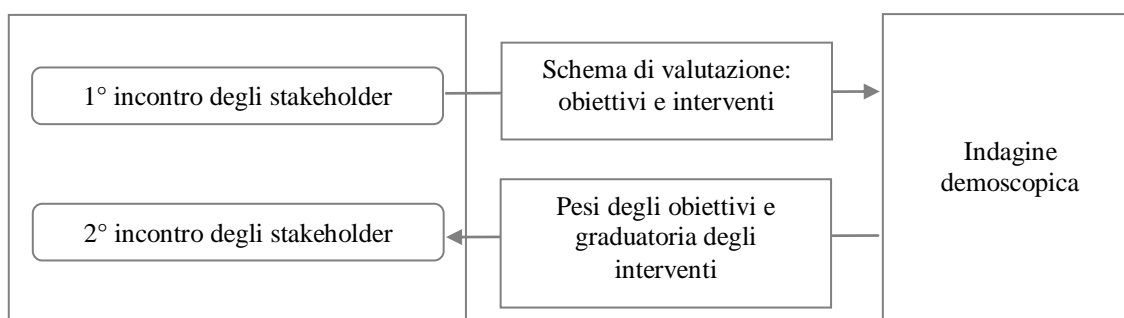 1° incontro degli stakeholder
Schema di valutazione:
obiettivi e interventi
Indagine
demoscopica
2° incontro degli stakeholder
Pesi degli obiettivi e
graduatoria degli
interventi